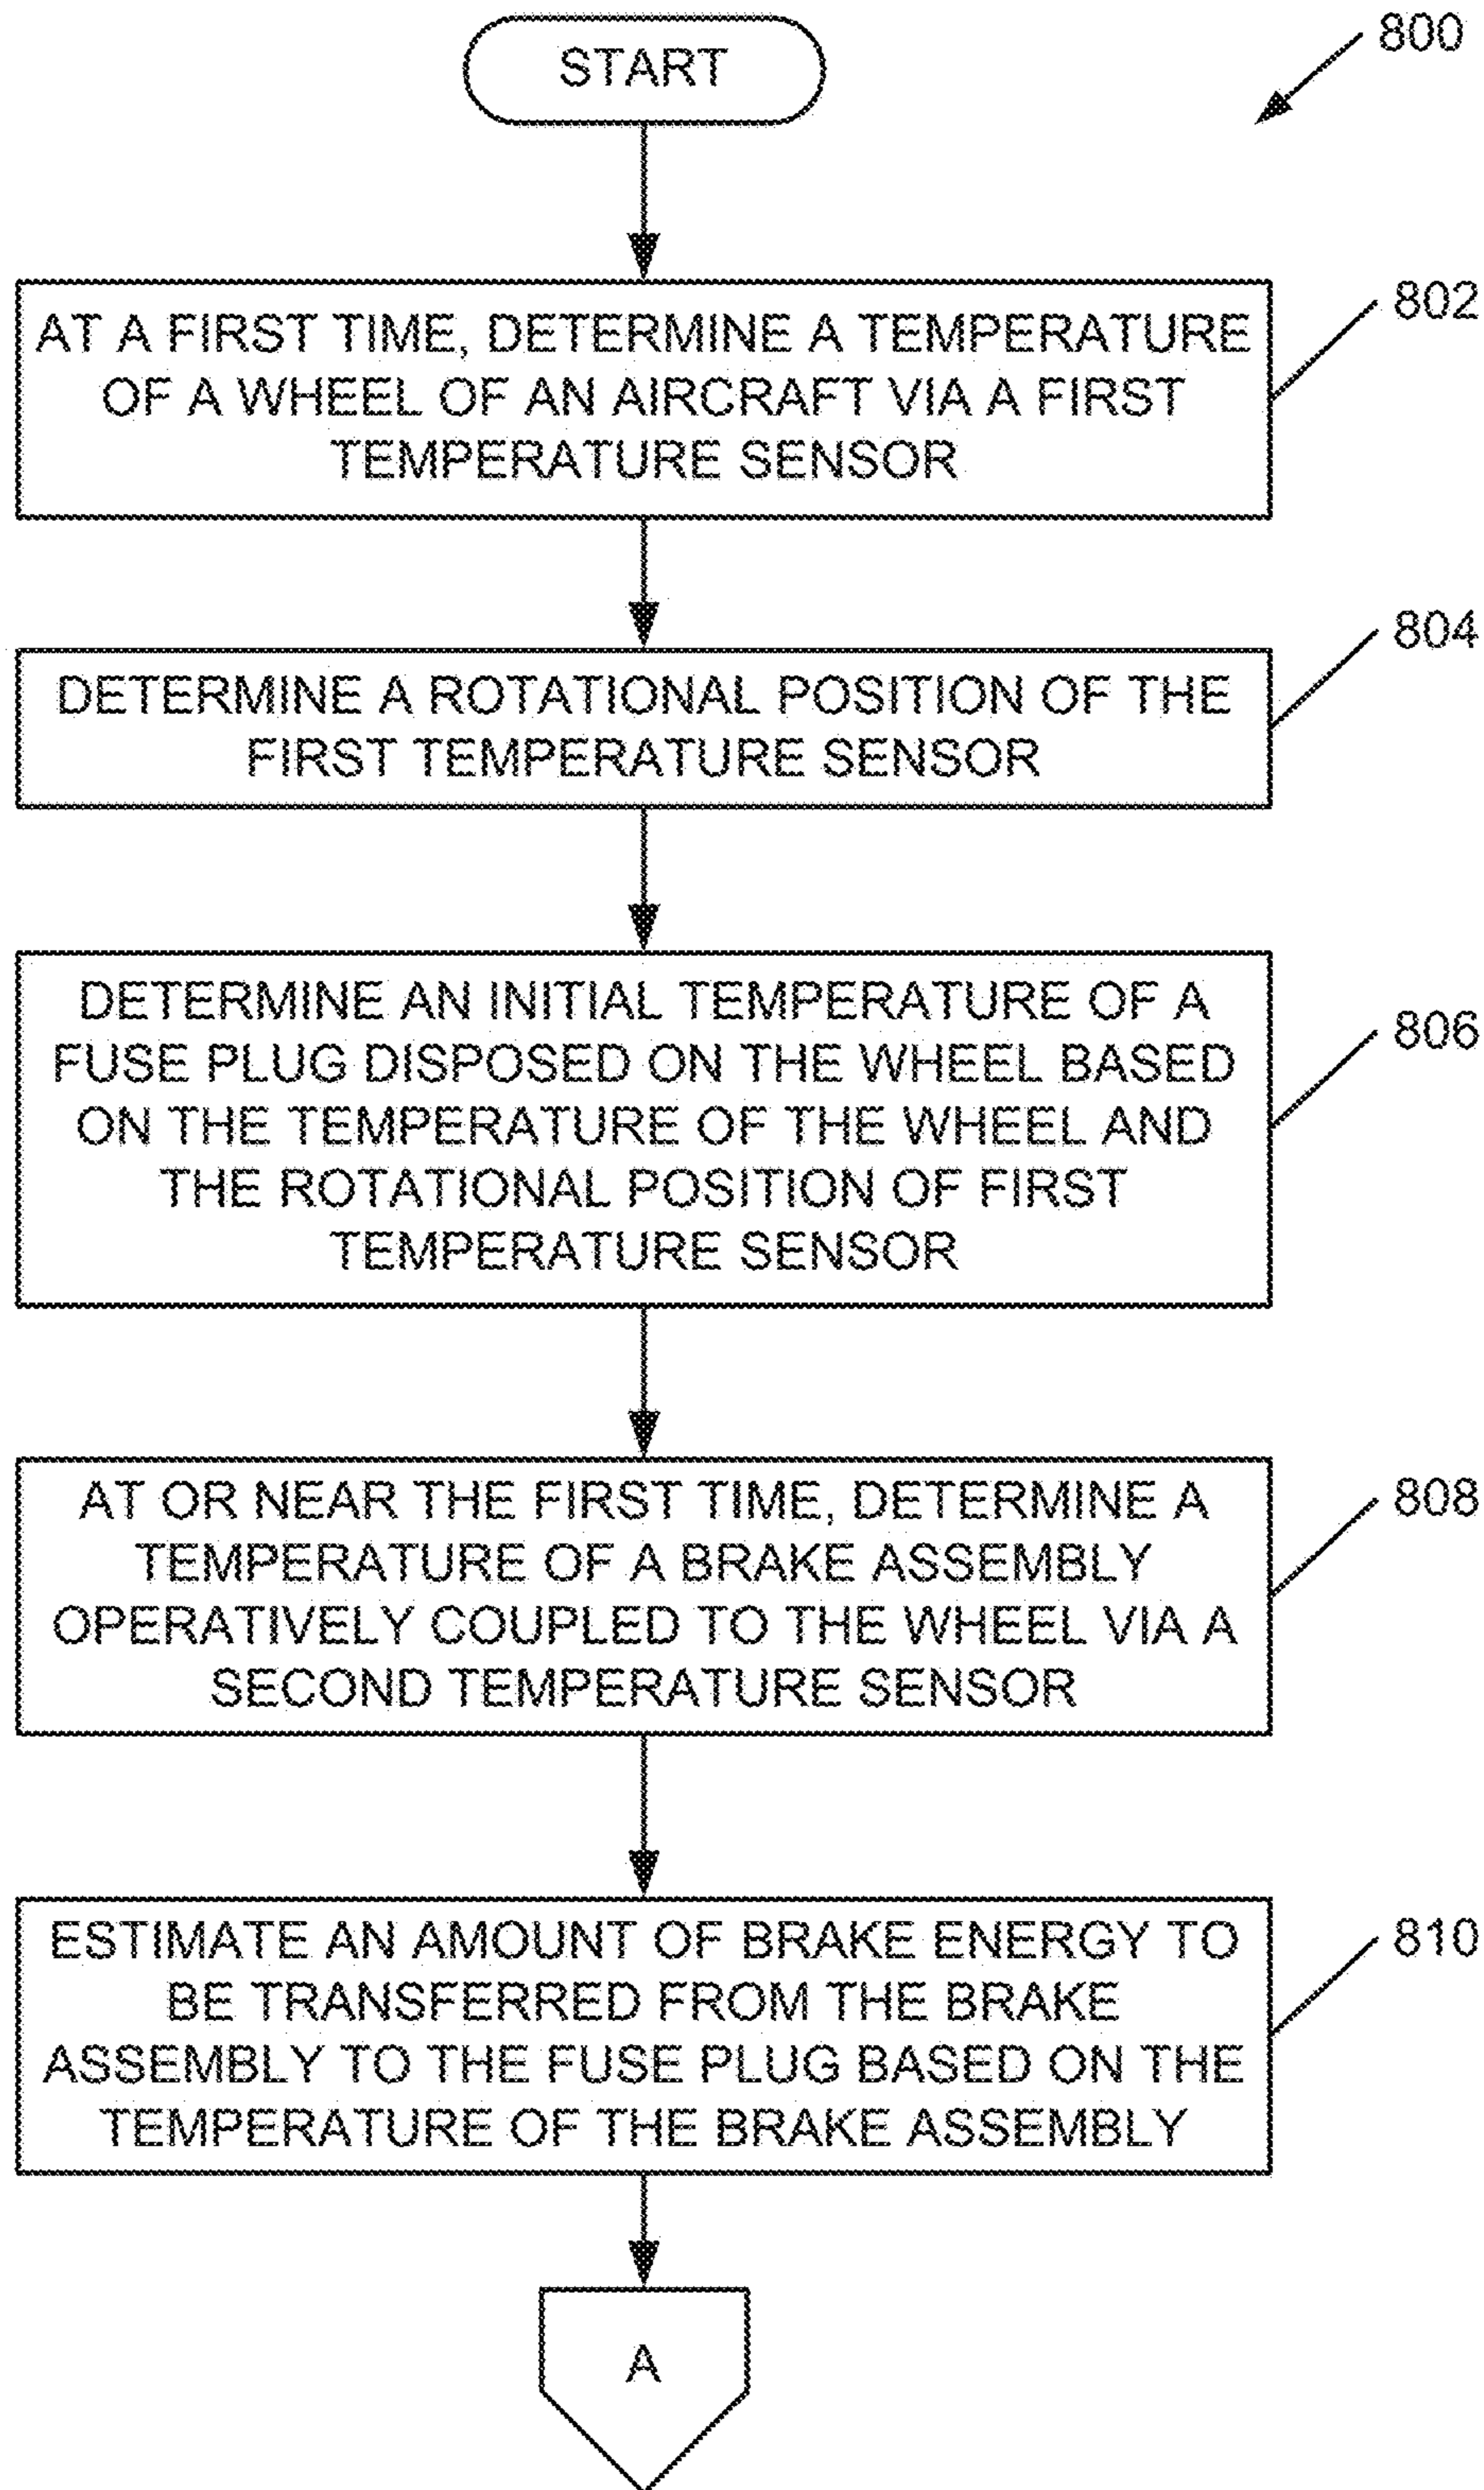 START
800
AT A FIRST TIME, DETERMINE A TEMPERATURE
OF A WHEEL OF AN AIRCRAFT VIA A FIRST
TEMPERATURE SENSOR
802
DETERMINE A ROTATIONAL POSITION OF THE
FIRST TEMPERATURE SENSOR
804
DETERMINE AN INITIAL TEMPERATURE OF A
FUSE PLUG DISPOSED ON THE WHEEL BASED
ON THE TEMPERATURE OF THE WHEEL AND
THE ROTATIONAL POSITION OF FIRST
TEMPERATURE SENSOR
806
AT OR NEAR THE FIRST TIME, DETERMINE A
TEMPERATURE OF A BRAKE ASSEMBLY
OPERATIVELY COUPLED TO THE WHEEL VIA A
SECOND TEMPERATURE SENSOR
808
ESTIMATE AN AMOUNT OF BRAKE ENERGY TO
BE TRANSFERRED FROM THE BRAKE
ASSEMBLY TO THE FUSE PLUG BASED ON THE
TEMPERATURE OF THE BRAKE ASSEMBLY
810
A